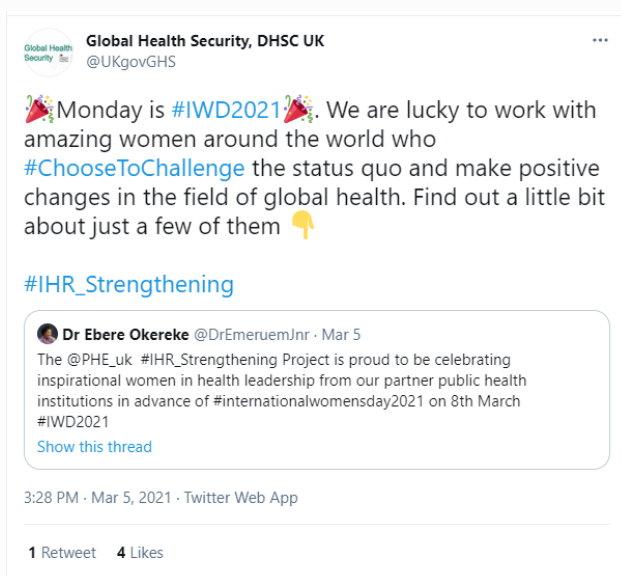 Global Health
Security
Global Health Security, DHSC UK
@UKgovGHS
🎉Monday is #IWD2021🎉. We are lucky to work with
amazing women around the world who
#ChooseToChallenge the status quo and make positive
changes in the field of global health. Find out a little bit
about just a few of them 👇
#IHR_Strengthening
Dr Ebere Okereke @DrEmeruemJnr · Mar 5
The @PHE_uk #IHR_Strengthening Project is proud to be celebrating
inspirational women in health leadership from our partner public health
institutions in advance of #internationalwomensday2021 on 8th March
#IWD2021
Show this thread
3:28 PM · Mar 5, 2021 · Twitter Web App
1 Retweet 4 Likes